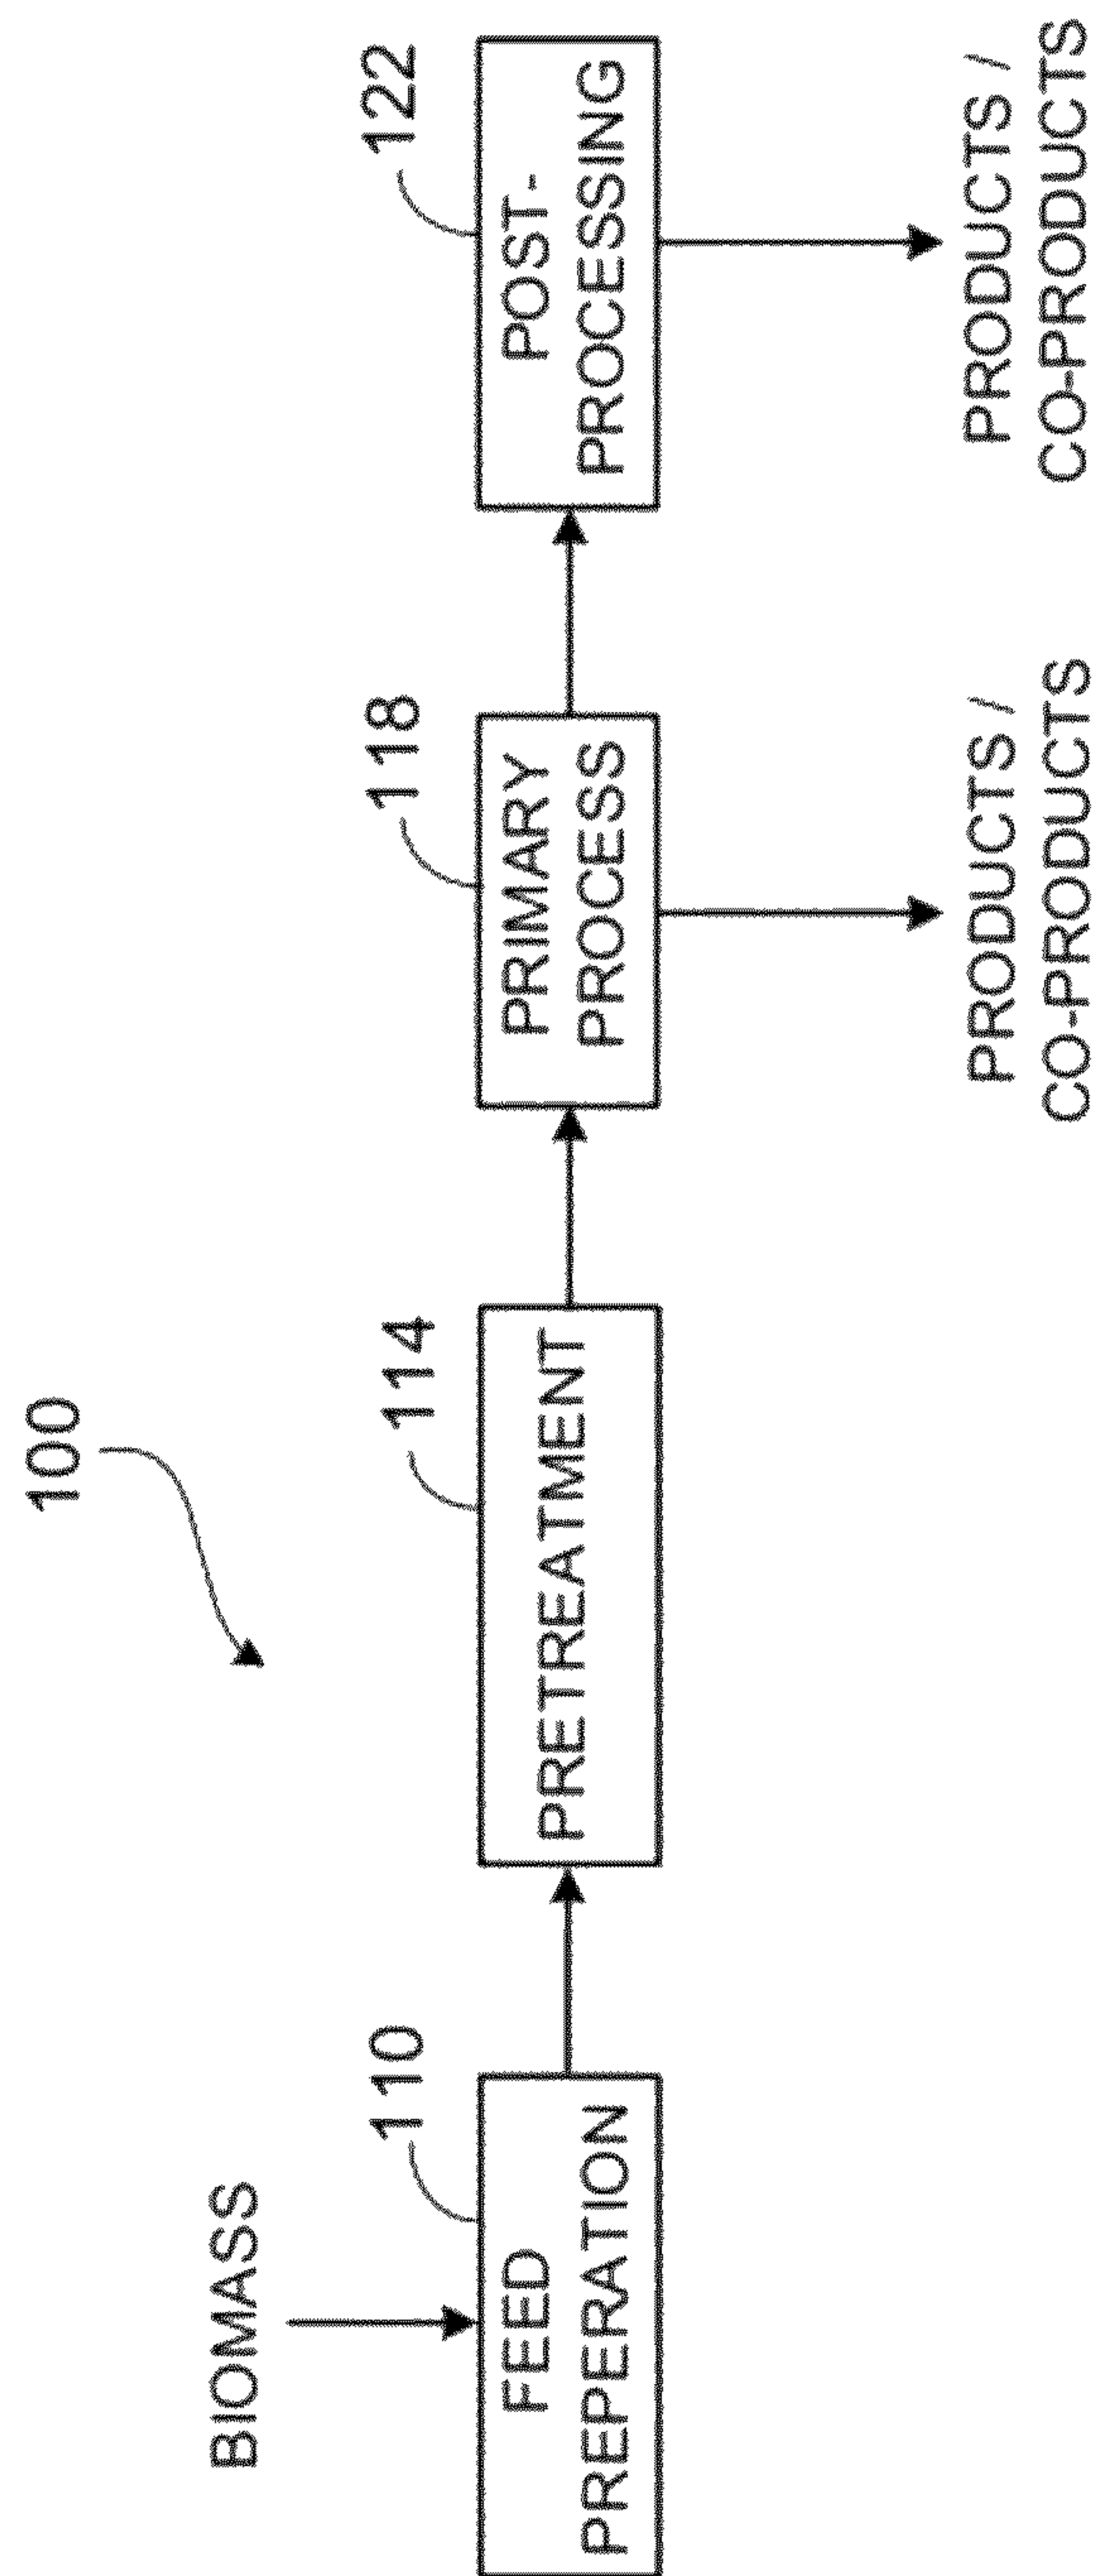 100
BIOMASS
110
FEED
PREPERATION
114
PRETREATMENT
118
PRIMARY
PROCESS
122
POST-
PROCESSING
PRODUCTS /
CO-PRODUCTS
PRODUCTS /
CO-PRODUCTS